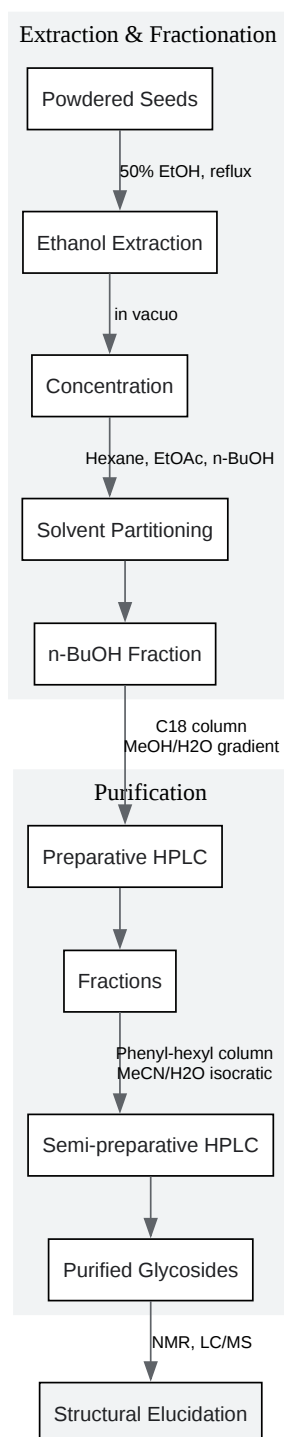 Extraction & Fractionation
Powdered Seeds
50% EtOH, reflux
Ethanol Extraction
in vacuo
Concentration
Hexane, EtOAc, n-BuOH
Solvent Partitioning
n-BuOH Fraction
C18 column
MeOH/H2O gradient
Purification
Preparative HPLC
Fractions
Phenyl-hexyl column
MeCN/H2O isocratic
Semi-preparative HPLC
Purified Glycosides
NMR, LC/MS
Structural Elucidation